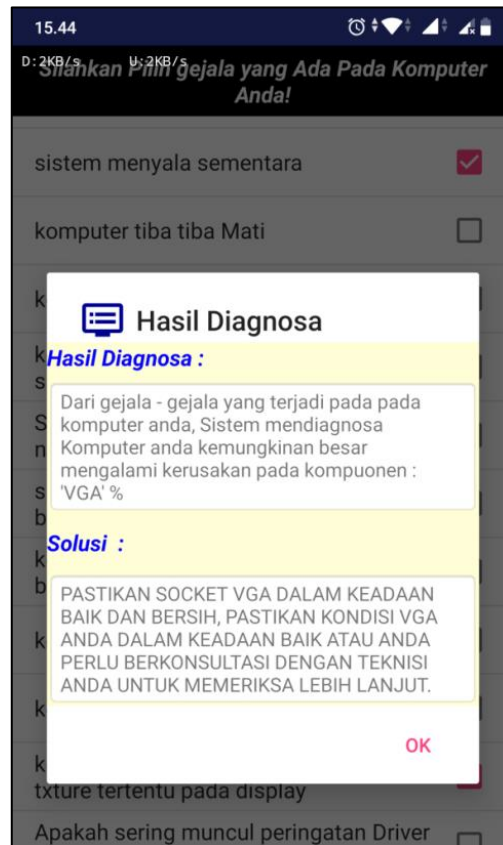 15.44
D:2KB/s U:2KB/s
Silahkan Pilih gejala yang Ada Pada Komputer
Anda!
sistem menyala sementara
komputer tiba tiba Mati
k
Hasil Diagnosa
k
Hasil Diagnosa :
s
Dari gejala - gejala yang terjadi pada pada
komputer anda, Sistem mendiagnosa
Komputer anda kemungkinan besar
mengalami kerusakan pada kompuonen :
'VGA' %
S
n
s
b
Solusi :
k
b
PASTIKAN SOCKET VGA DALAM KEADAAN
BAIK DAN BERSIH, PASTIKAN KONDISI VGA
ANDA DALAM KEADAAN BAIK ATAU ANDA
PERLU BERKONSULTASI DENGAN TEKNISI
ANDA UNTUK MEMERIKSA LEBIH LANJUT.
k
k
OK
k
txture tertentu pada display
Apakah sering muncul peringatan Driver